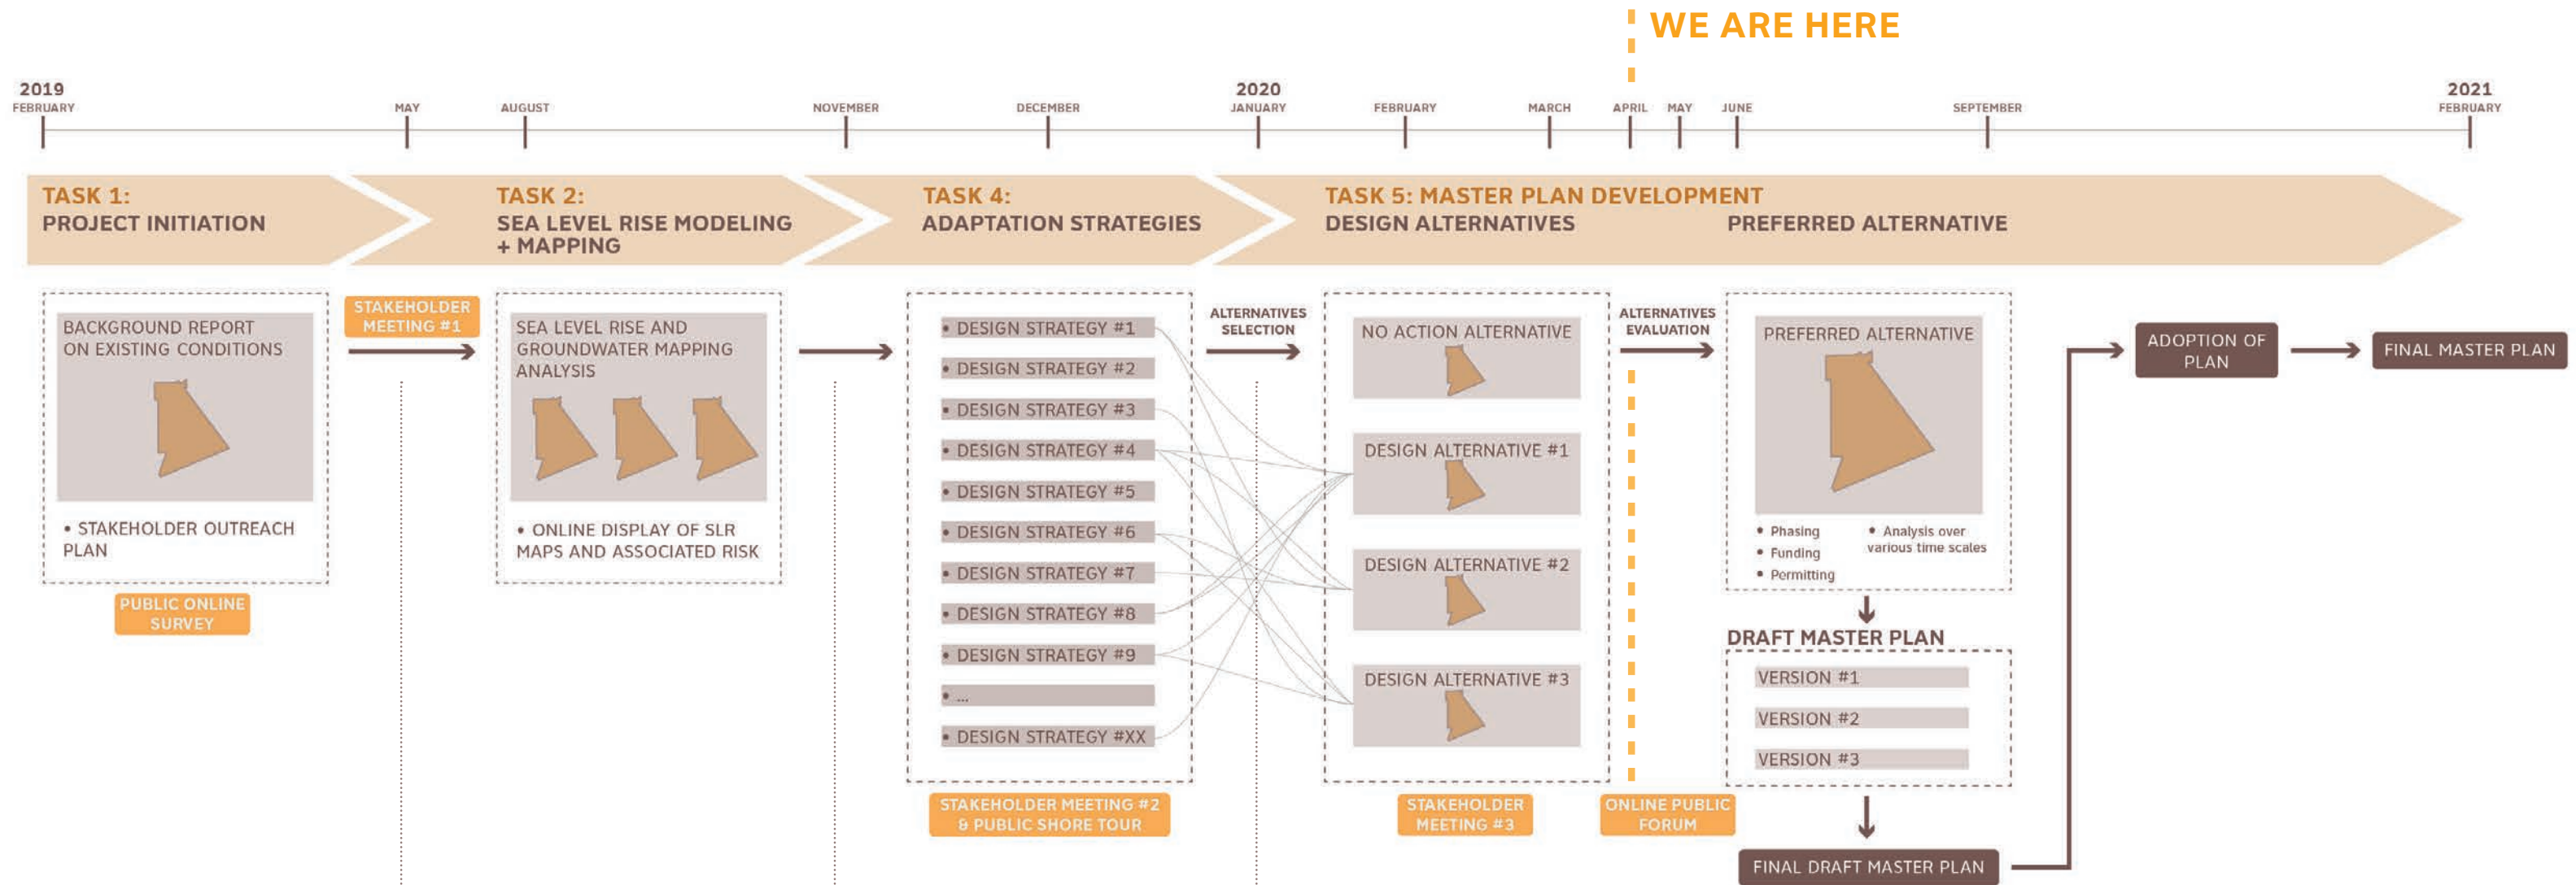 WE ARE HERE
2019
FEBRUARY
MAY
AUGUST
NOVEMBER
DECEMBER
2020
JANUARY
FEBRUARY
MARCH
APRIL
MAY
JUNE
SEPTEMBER
2021
FEBRUARY
TASK 1:
PROJECT INITIATION
TASK 2:
SEA LEVEL RISE MODELING
+ MAPPING
TASK 4:
ADAPTATION STRATEGIES
TASK 5: MASTER PLAN DEVELOPMENT
DESIGN ALTERNATIVES
PREFERRED ALTERNATIVE
BACKGROUND REPORT
ON EXISTING CONDITIONS
• STAKEHOLDER OUTREACH
PLAN
PUBLIC ONLINE
SURVEY
STAKEHOLDER
MEETING #1
SEA LEVEL RISE AND
GROUNDWATER MAPPING
ANALYSIS
• ONLINE DISPLAY OF SLR
MAPS AND ASSOCIATED RISK
• DESIGN STRATEGY #1
• DESIGN STRATEGY #2
• DESIGN STRATEGY #3
• DESIGN STRATEGY #4
• DESIGN STRATEGY #5
• DESIGN STRATEGY #6
• DESIGN STRATEGY #7
• DESIGN STRATEGY #8
• DESIGN STRATEGY #9
• ...
• DESIGN STRATEGY #XX
STAKEHOLDER MEETING #2
& PUBLIC SHORE TOUR
ALTERNATIVES
SELECTION
NO ACTION ALTERNATIVE
DESIGN ALTERNATIVE #1
DESIGN ALTERNATIVE #2
DESIGN ALTERNATIVE #3
STAKEHOLDER
MEETING #3
ALTERNATIVES
EVALUATION
ONLINE PUBLIC
FORUM
PREFERRED ALTERNATIVE
• Phasing
• Funding
• Permitting
• Analysis over
various time scales
DRAFT MASTER PLAN
VERSION #1
VERSION #2
VERSION #3
FINAL DRAFT MASTER PLAN
ADOPTION OF
PLAN
FINAL MASTER PLAN